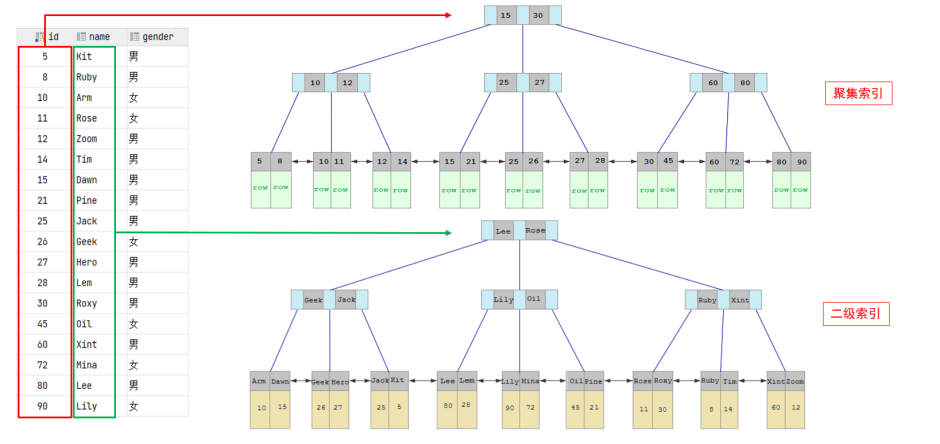 id name gender
5 Kit 男
8 Ruby 男
10 Arm 女
11 Rose 女
12 Zoom 男
14 Tim 男
15 Dawn 男
21 Pine 男
25 Jack 男
26 Geek 女
27 Hero 男
28 Lem 男
30 Roxy 男
45 Oil 女
60 Xint 男
72 Mina 女
80 Lee 男
90 Lily 女
15 30
10 12 25 27 60 80
聚集索引
5 8 10 11 12 14 15 21 25 26 27 28 30 45 60 72 80 90
row row row row row row row row row row row row row row row row row row
Lee Rose
Geek Jack Lily Oil Ruby Xint
二级索引
Arm Dawn Geek Hero Jack Kit Lee Lem Lily Mina Oil Pine Rose Roxy Ruby Tim Xint Zoom
10 15 26 27 25 5 80 28 90 72 45 21 11 30 8 14 60 12